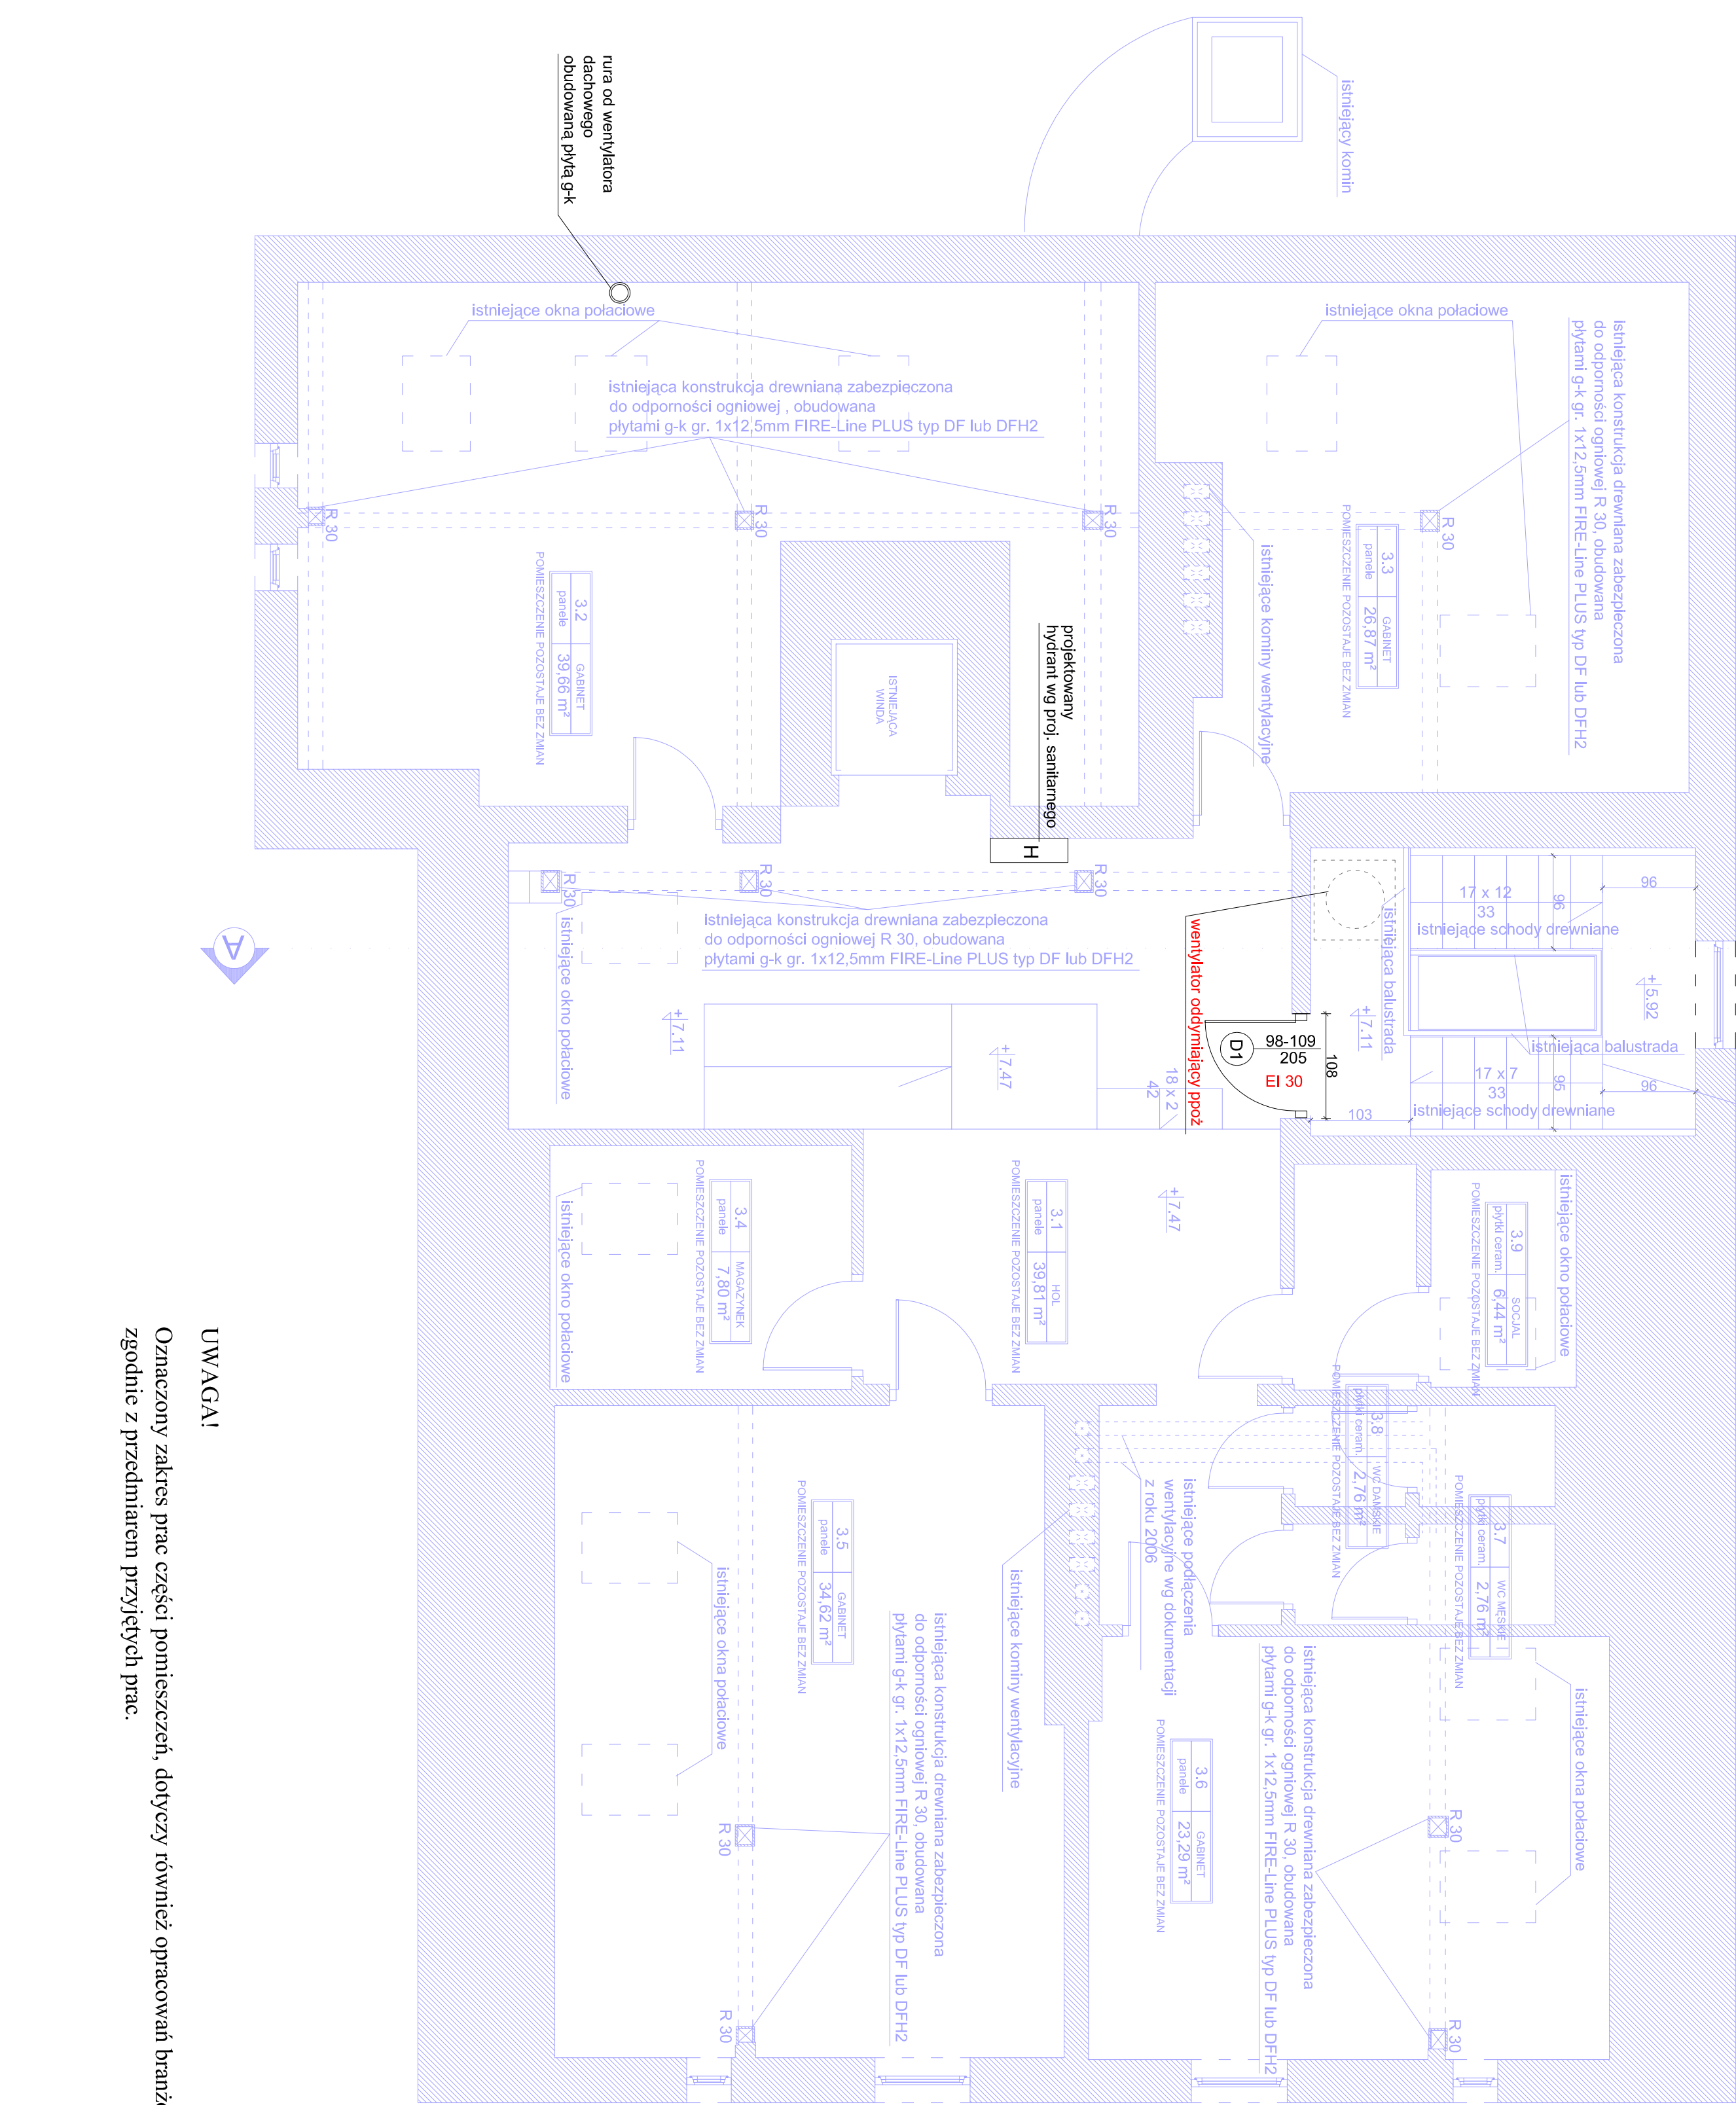 istniejący komin
rura od wentylatora
dachowego
obudowaną płytą g-k
istniejące okna połaciowe
istniejące okna połaciowe
istniejąca konstrukcja drewniana zabezpieczona
do odporności ogniowej R 30, obudowana
płytami g-k gr. 1x12,5mm FIRE-Line PLUS typ DF lub DFH2
istniejąca konstrukcja drewniana zabezpieczona
do odporności ogniowej , obudowana
płytami g-k gr. 1x12,5mm FIRE-Line PLUS typ DF lub DFH2
R 30
R 30
R 30
R 30
3.3
GABINET
panele
26,87 m²
POMIESZCZENIE POZOSTAJE BEZ ZMIAN
istniejące kominy wentylacyjne
3.2
GABINET
panele
39,66 m²
POMIESZCZENIE POZOSTAJE BEZ ZMIAN
ISTNIEJĄCA
WINDA
projektowany
hydrant wg proj. sanitarnego
H
R 30
R 30
R 30
istniejąca konstrukcja drewniana zabezpieczona
do odporności ogniowej R 30, obudowana
płytami g-k gr. 1x12,5mm FIRE-Line PLUS typ DF lub DFH2
istniejące okno połaciowe
wentylator oddymiający ppoż
istniejąca balustrada
17 x 12
33
istniejące schody drewniane
96
96
+5.92
istniejąca balustrada
17 x 7
33
istniejące schody drewniane
95
96
103
+7.11
D1
98-109
205
EI 30
108
+7.11
+7.47
18 x 2
42
A
+7.47
3.4
MAGAZYNEK
panele
7,80 m²
POMIESZCZENIE POZOSTAJE BEZ ZMIAN
istniejące okno połaciowe
3.1
HOL
panele
39,81 m²
POMIESZCZENIE POZOSTAJE BEZ ZMIAN
3.9
SOCJAL
płytki ceram.
6,44 m²
POMIESZCZENIE POZOSTAJE BEZ ZMIAN
istniejące okno połaciowe
3.8
WC DAMSKIE
płytki ceram.
2,76 m²
POMIESZCZENIE POZOSTAJE BEZ ZMIAN
3.7
WC MĘSKIE
płytki ceram.
2,76 m²
POMIESZCZENIE POZOSTAJE BEZ ZMIAN
istniejące podłączenia
wentylacyjne wg dokumentacji
z roku 2006
istniejące kominy wentylacyjne
3.5
GABINET
panele
34,62 m²
POMIESZCZENIE POZOSTAJE BEZ ZMIAN
istniejące okna połaciowe
istniejąca konstrukcja drewniana zabezpieczona
do odporności ogniowej R 30, obudowana
płytami g-k gr. 1x12,5mm FIRE-Line PLUS typ DF lub DFH2
R 30
R 30
3.6
GABINET
panele
23,29 m²
POMIESZCZENIE POZOSTAJE BEZ ZMIAN
istniejąca konstrukcja drewniana zabezpieczona
do odporności ogniowej R 30, obudowana
płytami g-k gr. 1x12,5mm FIRE-Line PLUS typ DF lub DFH2
istniejące okna połaciowe
R 30
R 30
UWAGA!
Oznaczony zakres prac części pomieszczeń, dotyczy również opracowań
zgodnie z przedmiarem przyjętych prac.